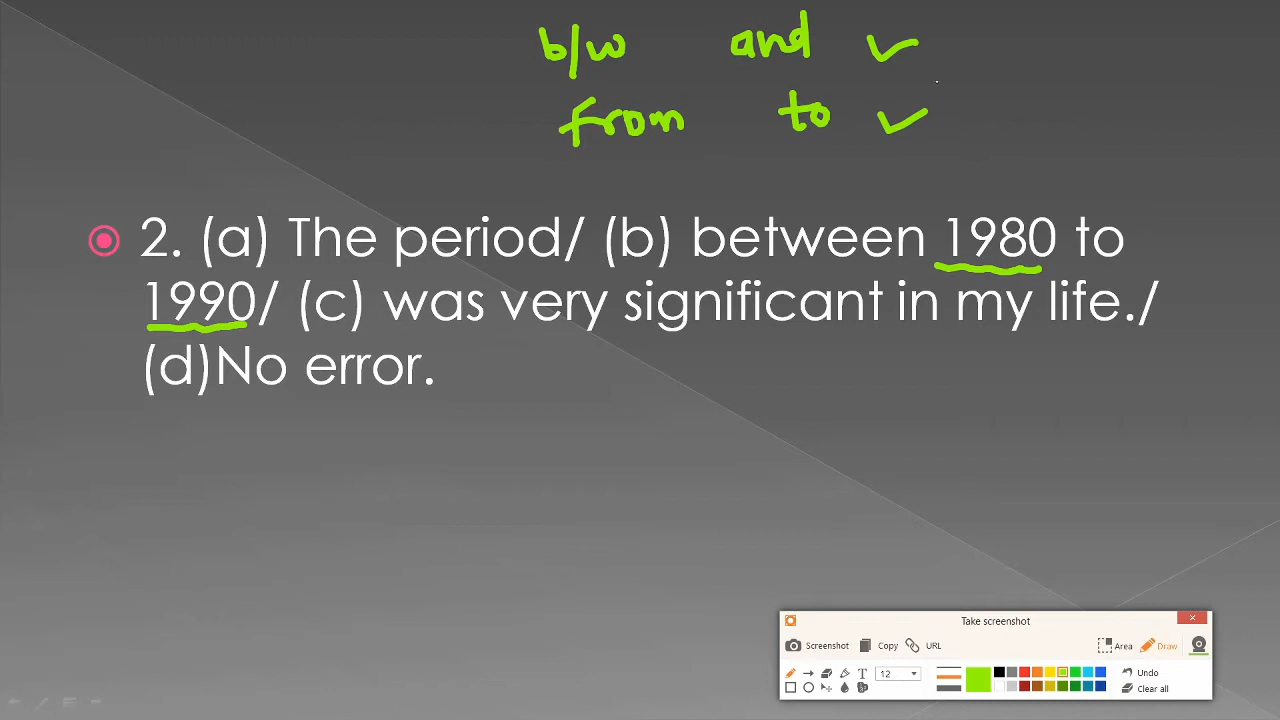 b/w and ✓
from to ✓
2. (a) The period/ (b) between 1980 to
1990/ (c) was very significant in my life./
(d)No error.
Take screenshot
Screenshot Copy URL Area Draw
T 12 Undo
Clear all